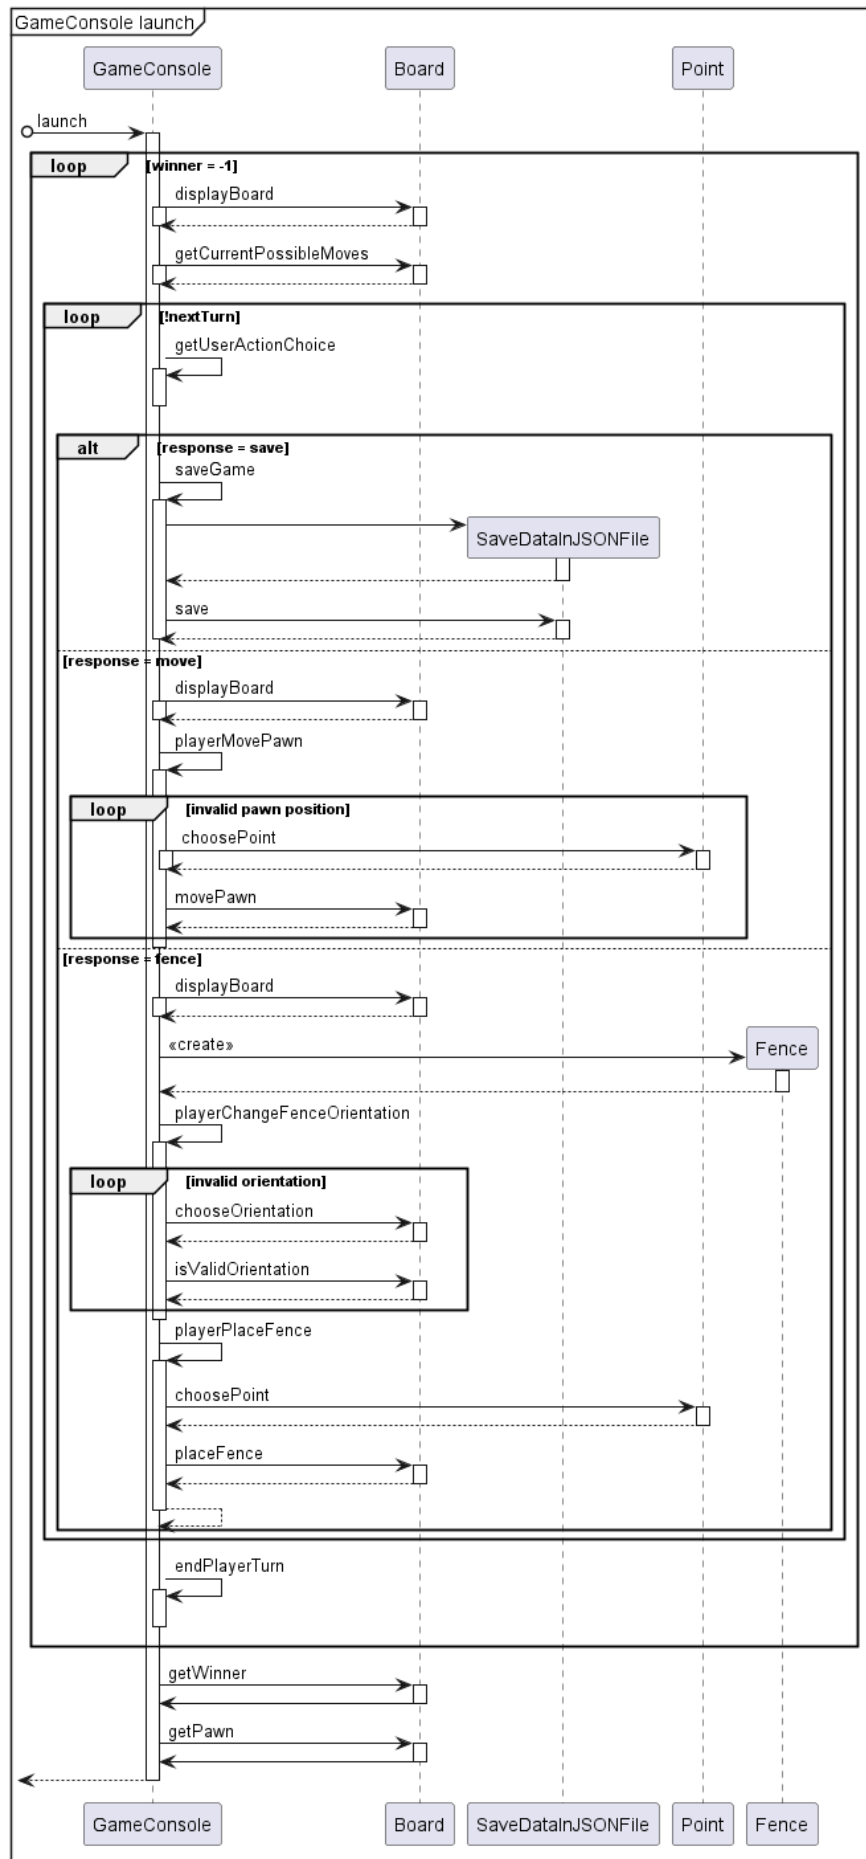 GameConsole launch
GameConsole Board Point
launch
loop [winner = -1]
displayBoard
getCurrentPossibleMoves
loop [!nextTurn]
getUserActionChoice
alt [response = save]
saveGame
SaveDataInJSONFile
save
[response = move]
displayBoard
playerMovePawn
loop [invalid pawn position]
choosePoint
movePawn
[response = fence]
displayBoard
«create» Fence
playerChangeFenceOrientation
loop [invalid orientation]
chooseOrientation
isValidOrientation
playerPlaceFence
choosePoint
placeFence
endPlayerTurn
getWinner
getPawn
GameConsole Board SaveDataInJSONFile Point Fence